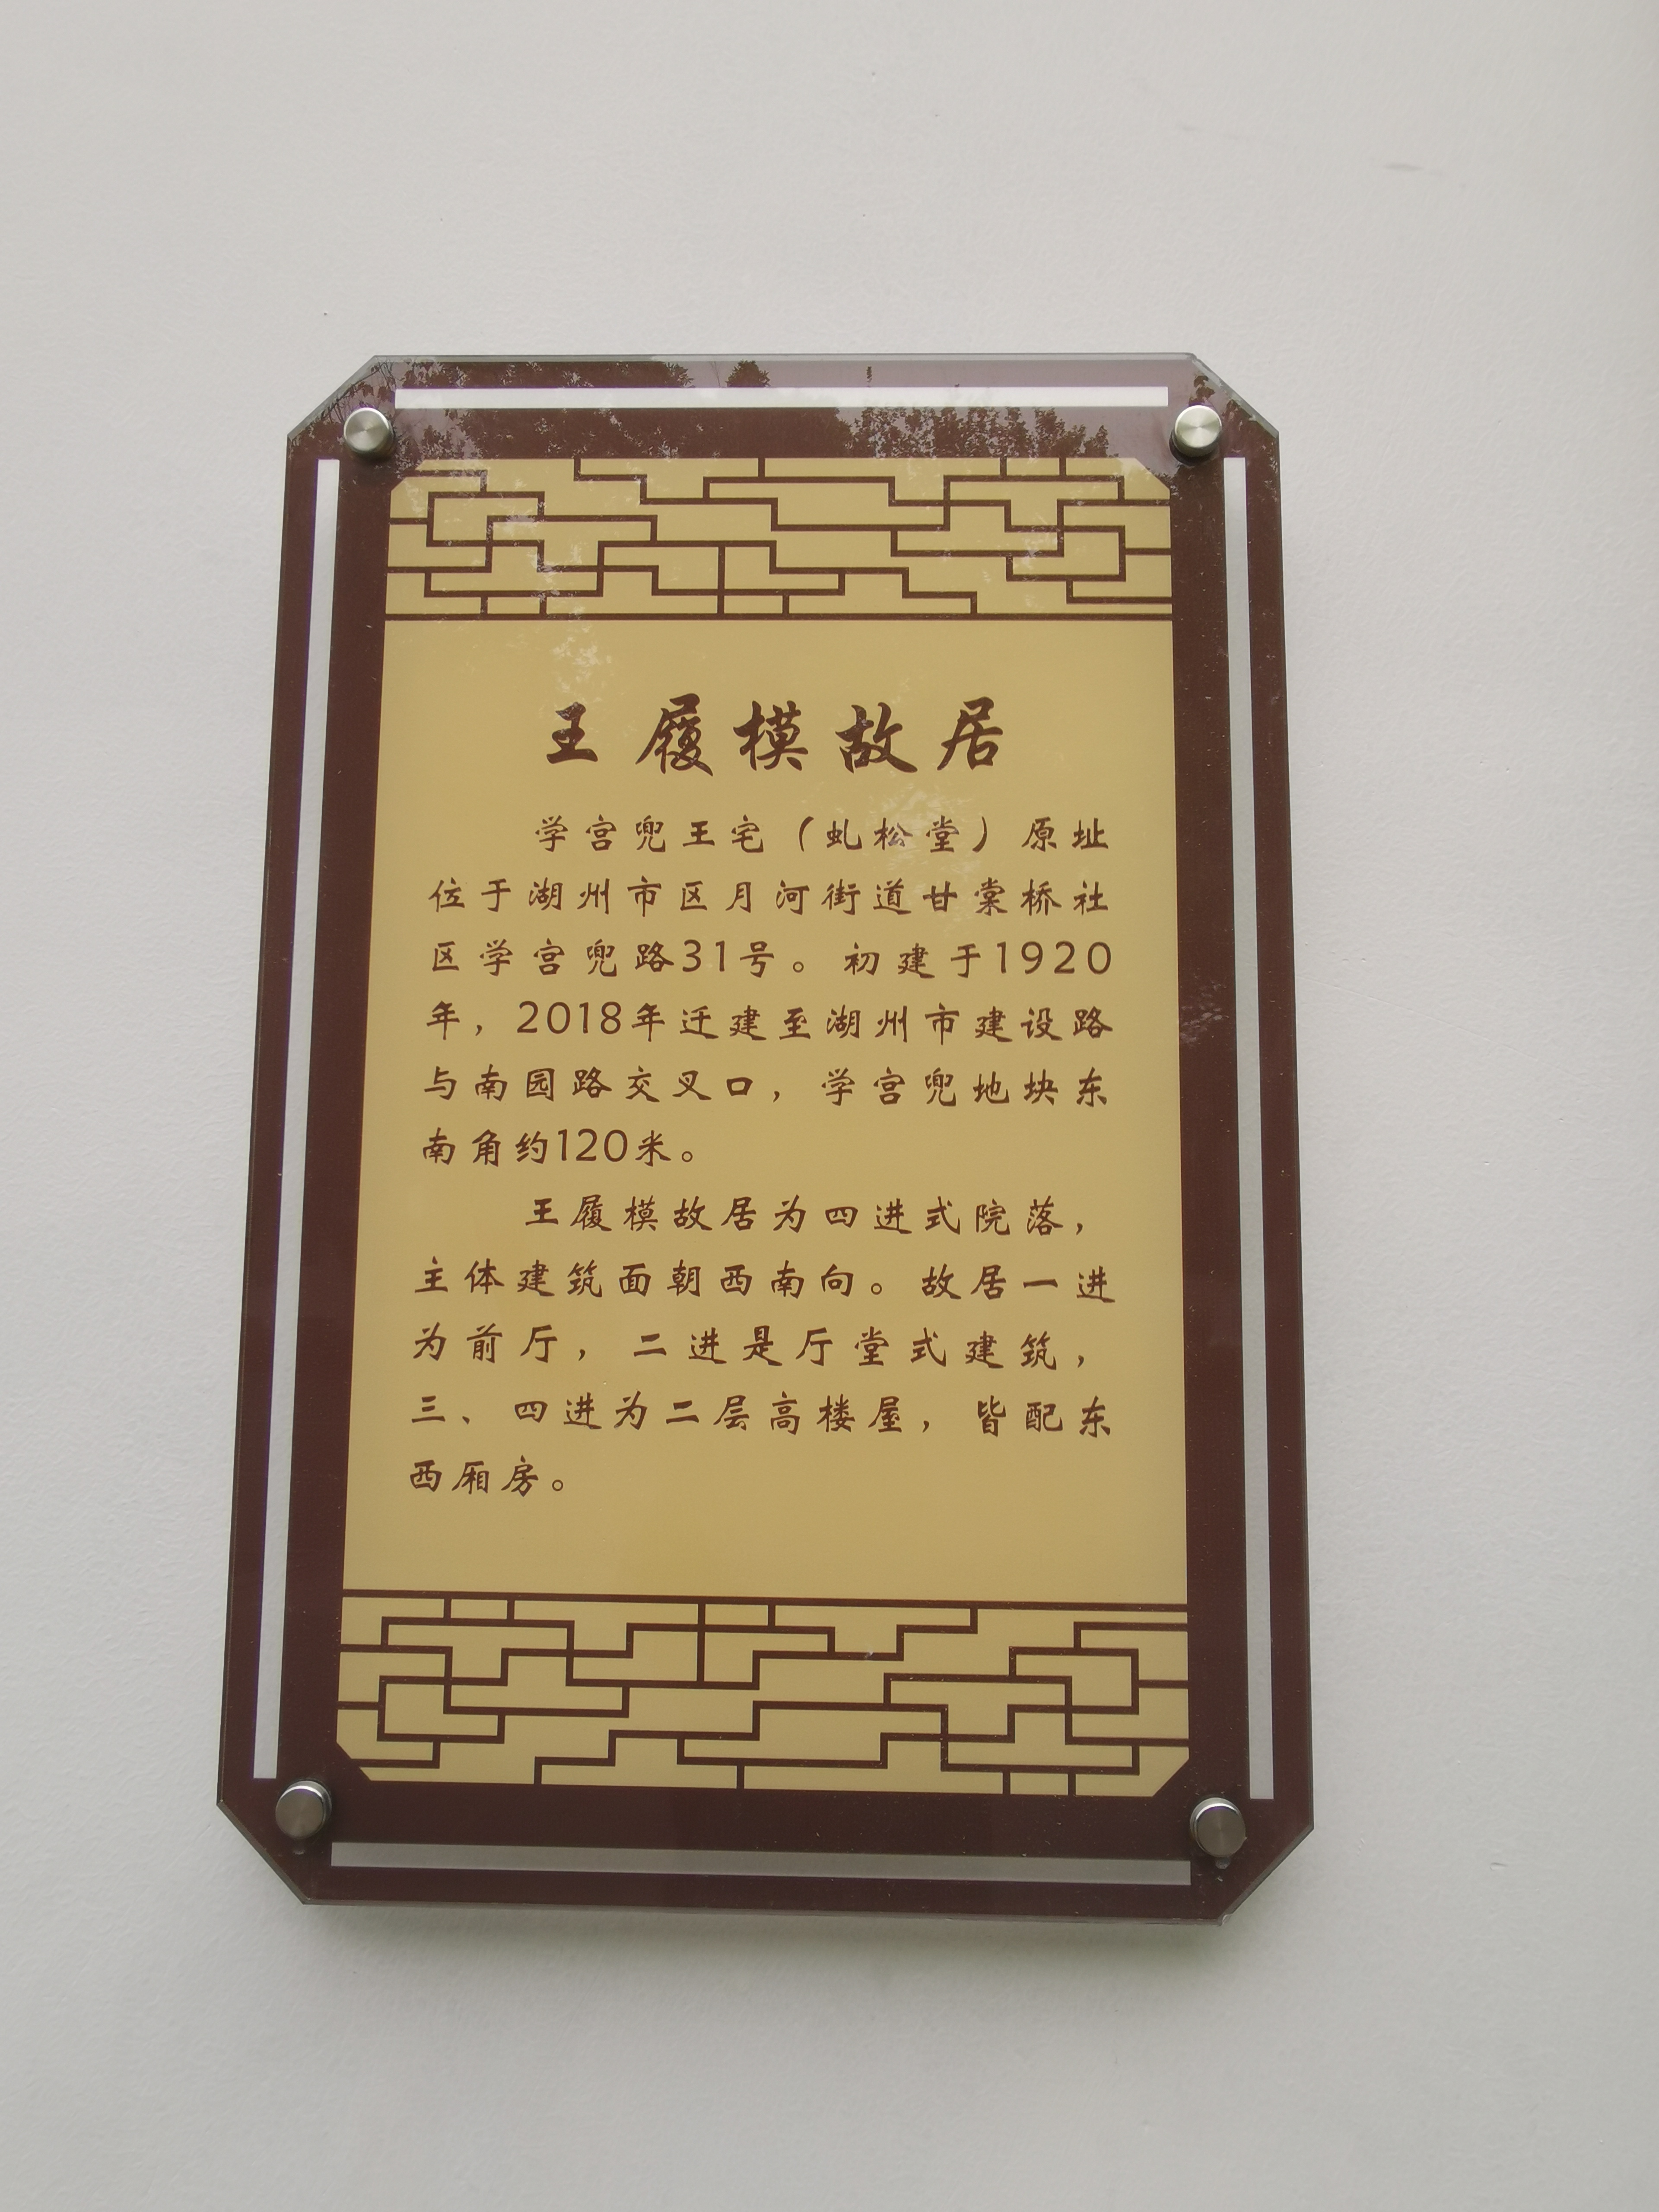 王履模故居
学宫兜王宅（虬松堂）原址
位于湖州市区月河街道甘棠桥社
区学宫兜路31号。初建于1920
年，2018年迁建至湖州市建设路
与南园路交叉口，学宫兜地块东
南角约120米。
王履模故居为四进式院落，
主体建筑面朝西南向。故居一进
为前厅，二进是厅堂式建筑，
三、四进为二层高楼屋，皆配东
西厢房。